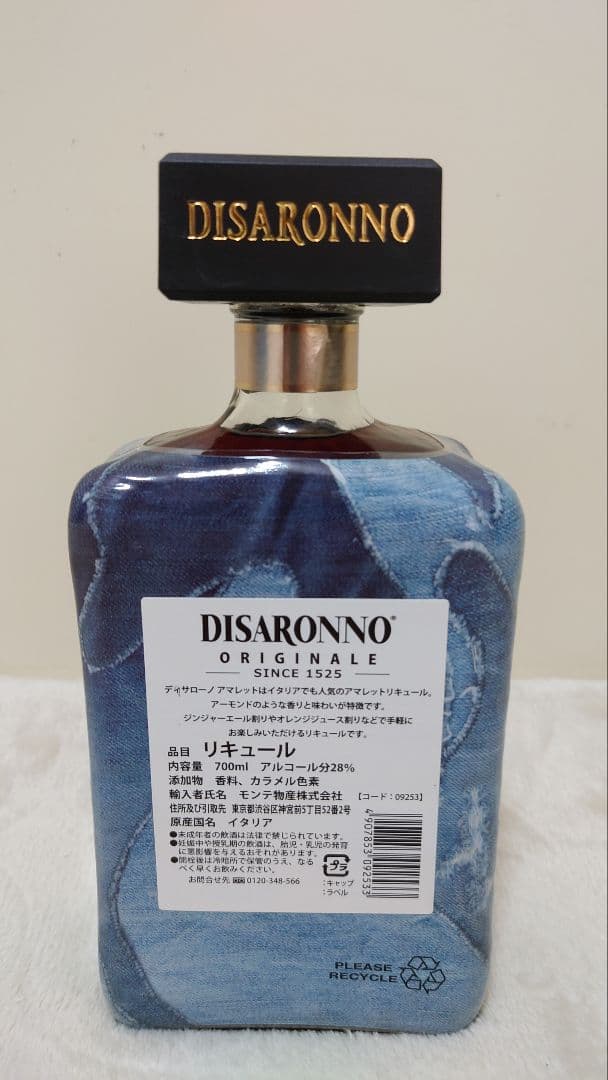 DISARONNO
DISARONNO®
ORIGINALE
SINCE 1525
ディサローノ アマレットはイタリアでも人気のアマレットリキュール。
アーモンドのような香りと味わいが特徴です。
ジンジャーエール割りやオレンジジュース割りなどで手軽に
お楽しみいただけるリキュールです。
品目 リキュール
内容量 700ml アルコール分28%
添加物 香料、カラメル色素
輸入者氏名 モンテ物産株式会社 【コード：09253】
住所及び引取先 東京都渋谷区神宮前5丁目52番2号
原産国名 イタリア
●未成年者の飲酒は法律で禁じられています。
●妊娠中や授乳期の飲酒は、胎児・乳児の発育
に悪影響を与えるおそれがあります。
●開栓後は冷暗所で保管のうえ、なる
べく早くお飲みください。
お問合せ先 0120-348-566
プラ
：キャップ
：ラベル
4907853092533
PLEASE
RECYCLE